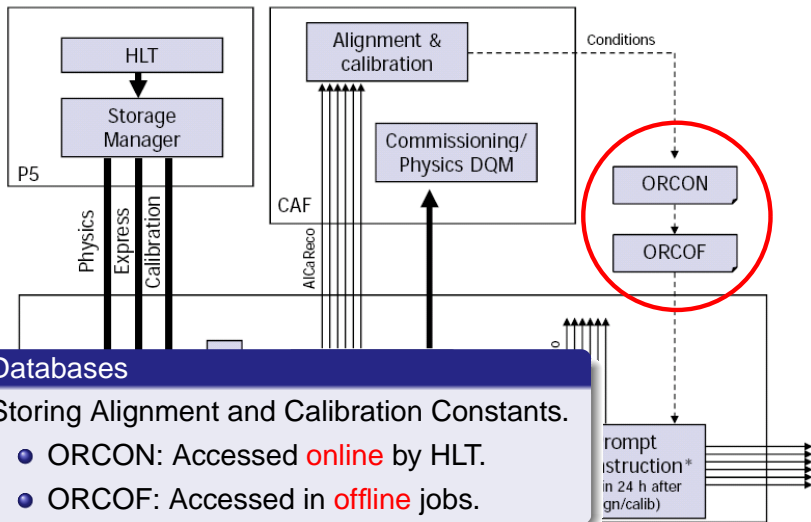 HLT
Storage
Manager
P5
Physics
Express
Calibration
Alignment &
calibration
Commissioning/
Physics DQM
CAF
AlCaReco
Conditions
ORCON
ORCOF
Databases
Storing Alignment and Calibration Constants.
ORCON: Accessed online by HLT.
ORCOF: Accessed in offline jobs.
rompt
nstruction*
in 24 h after
gn/calib)